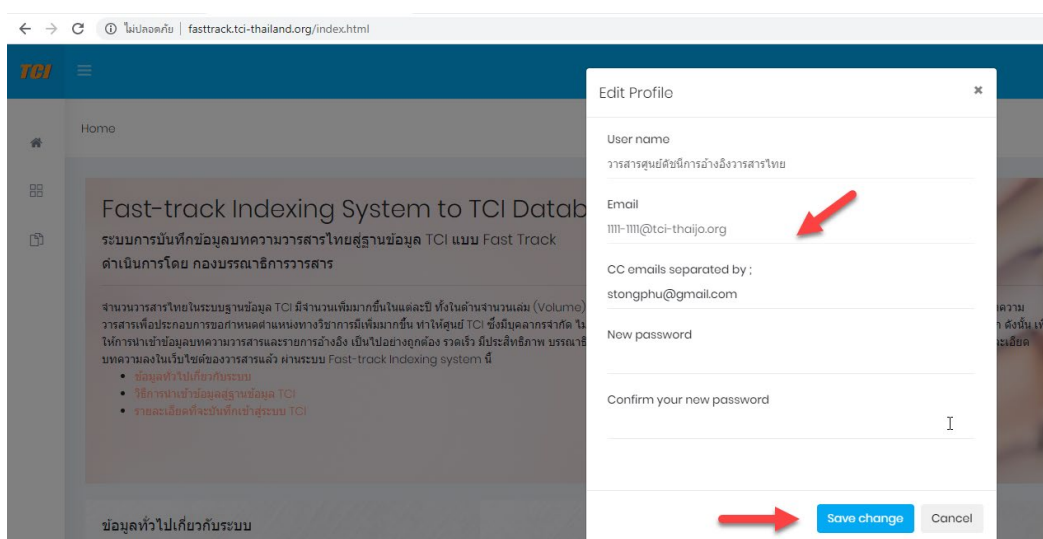 ไม่ปลอดภัย | fasttrack.tci-thailand.org/index.html
TCI
Edit Profile
×
Home
User name
วารสารศูนย์ดัชนีการอ้างอิงวารสารไทย
Email
1111-1111@tci-thaijo.org
CC emails separated by ;
stongphu@gmail.com
New password
Confirm your new password
Save change
Cancel
Fast-track Indexing System to TCI Datab
ระบบการบันทึกข้อมูลบทความวารสารไทยสู่ฐานข้อมูล TCI แบบ Fast Track
ดำเนินการโดย กองบรรณาธิการวารสาร
จำนวนวารสารไทยในระบบฐานข้อมูล TCI มีจำนวนเพิ่มมากขึ้นในแต่ละปี ทั้งในด้านจำนวนเล่ม (Volume)
วารสารเพื่อประกอบการขอกำหนดตำแหน่งทางวิชาการมีเพิ่มมากขึ้น ทำให้ศูนย์ TCI ซึ่งมีบุคลากรจำกัด
ให้การนำเข้าข้อมูลบทความวารสารและรายการอ้างอิง เป็นไปอย่างถูกต้อง รวดเร็ว มีประสิทธิภาพ
บทความลงในเว็บไซต์ของวารสารแล้ว ผ่านระบบ Fast-track Indexing system นี้
ข้อมูลทั่วไปเกี่ยวกับระบบ
วิธีการนำเข้าข้อมูลสู่ฐานข้อมูล TCI
รายละเอียดที่จะบันทึกเข้าสู่ระบบ TCI
ข้อมูลทั่วไปเกี่ยวกับระบบ